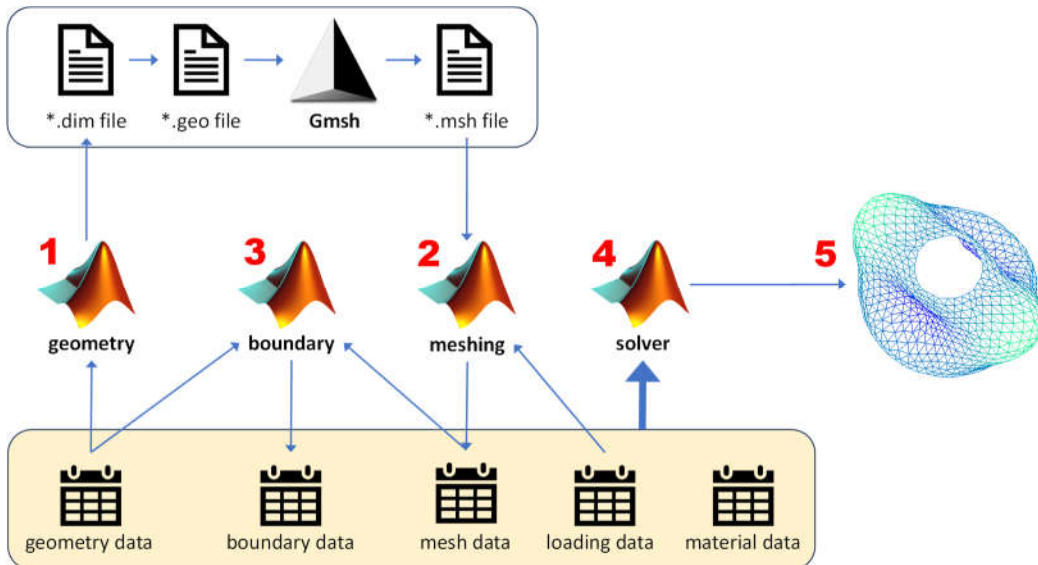 *.dim file
*.geo file
Gmsh
*.msh file
1
3
2
4
5
geometry
boundary
meshing
solver
geometry data
boundary data
mesh data
loading data
material data